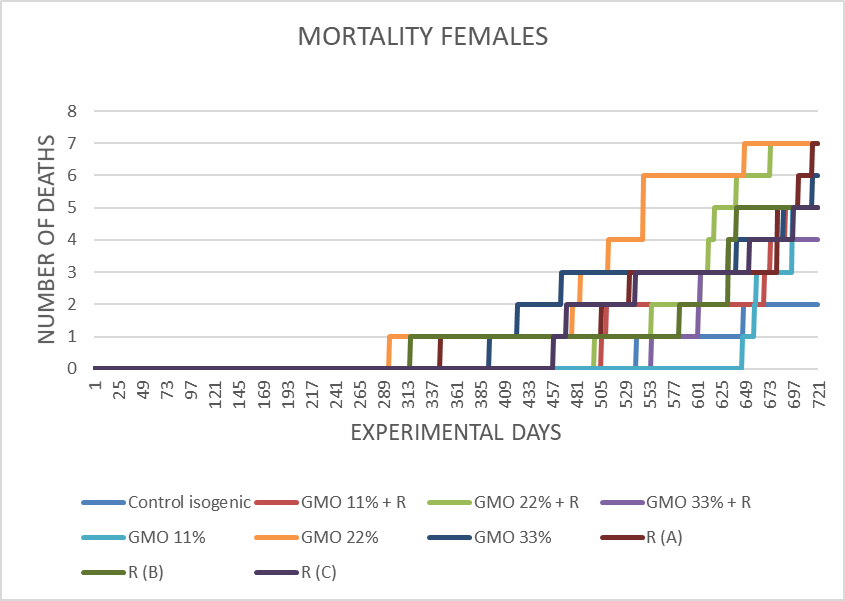 MORTALITY FEMALES
NUMBER OF DEATHS
8
7
6
5
4
3
2
1
0
1 25 49 73 97 121 145 169 193 217 241 265 289 313 337 361 385 409 433 457 481 505 529 553 577 601 625 649 673 697 721
EXPERIMENTAL DAYS
Control isogenic GMO 11% + R GMO 22% + R GMO 33% + R
GMO 11% GMO 22% GMO 33% R (A)
R (B) R (C)